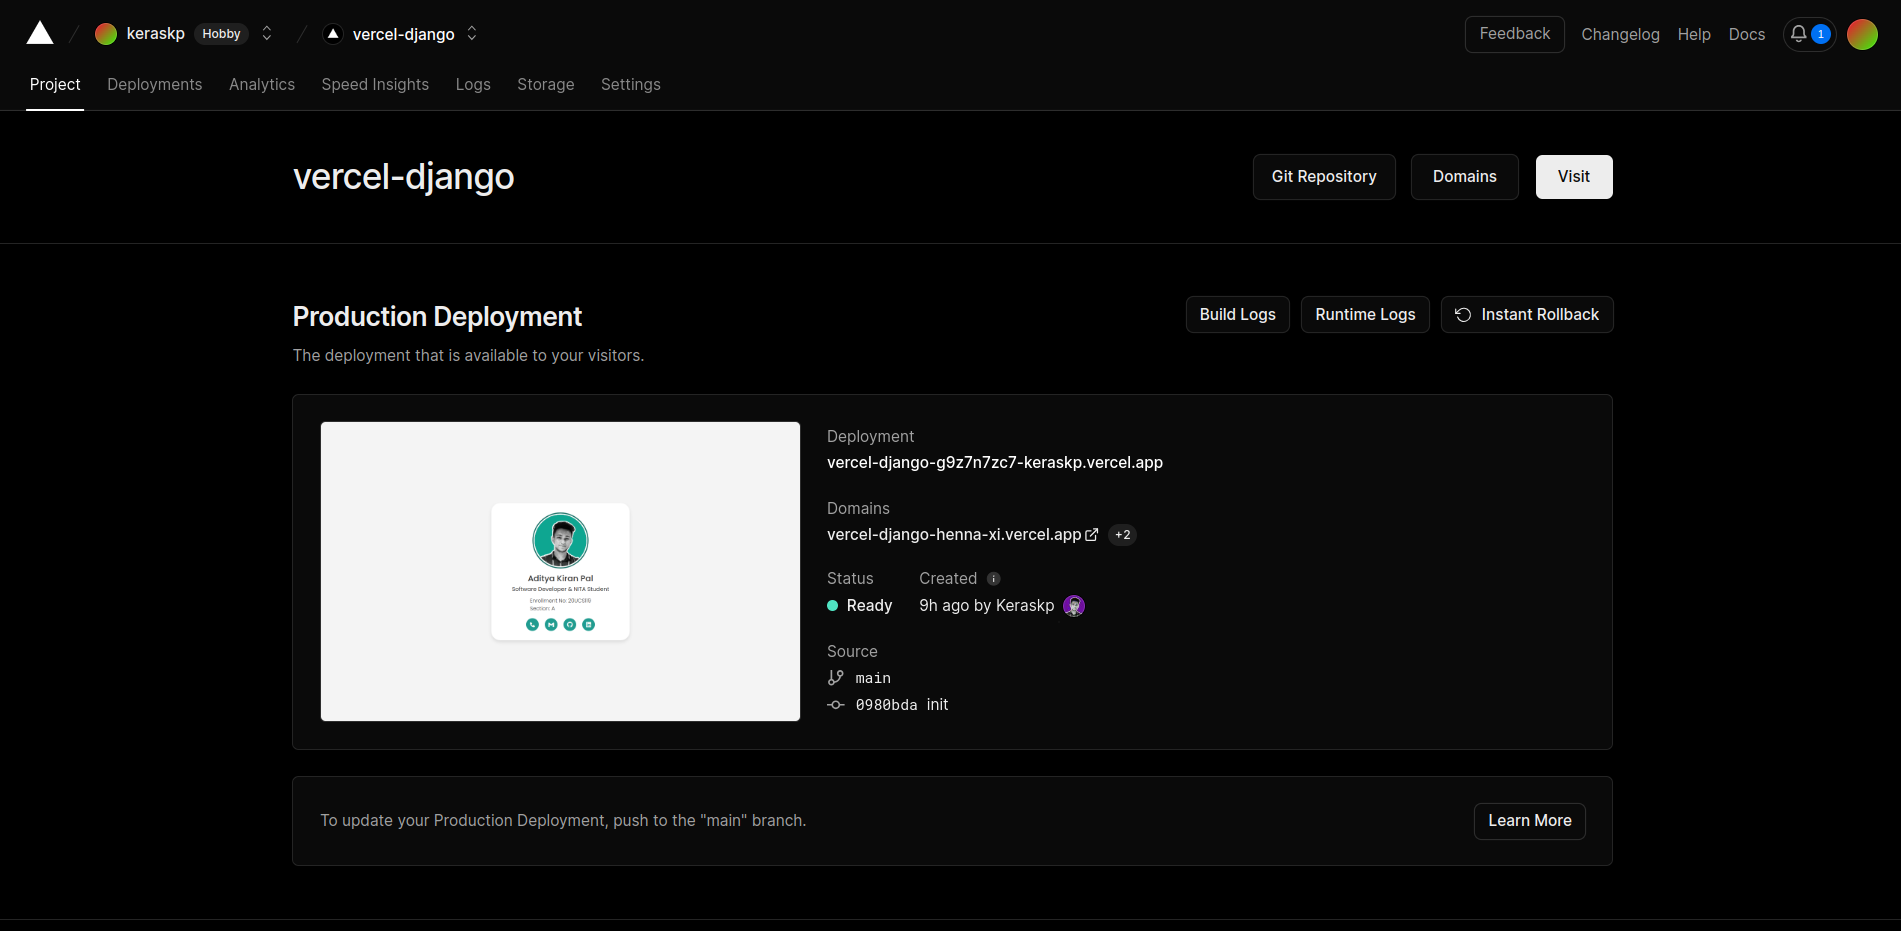 keraskp Hobby vercel-django Feedback Changelog Help Docs 1
Project Deployments Analytics Speed Insights Logs Storage Settings
vercel-django Git Repository Domains Visit
Production Deployment Build Logs Runtime Logs Instant Rollback
The deployment that is available to your visitors.
Aditya Kiran Pal
Software Developer & NITA Student
Enrollment No: 20UCS119
Section: A
Deployment
vercel-django-g9z7n7zc7-keraskp.vercel.app
Domains
vercel-django-henna-xi.vercel.app +2
Status Created
Ready 9h ago by Keraskp
Source
main
0980bda init
To update your Production Deployment, push to the "main" branch. Learn More